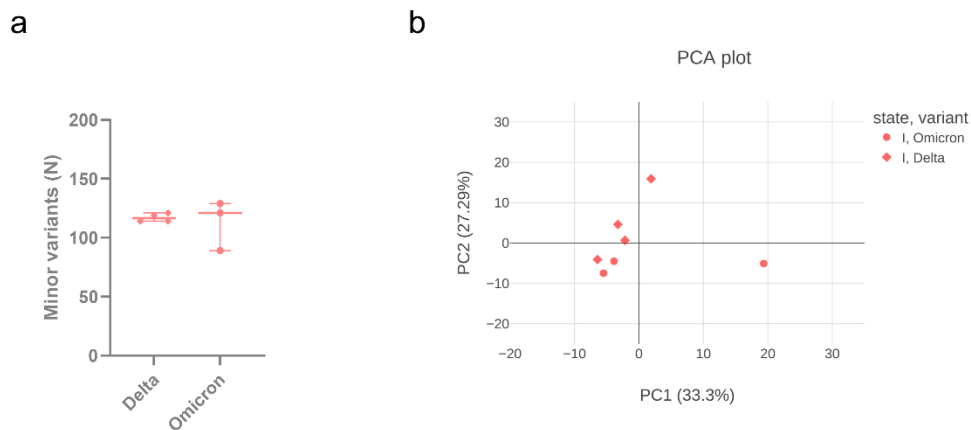 a
b
PCA plot
Minor variants (N)
200
150
100
50
0
Delta
Omicron
PC2 (27.29%)
30
20
10
0
−10
−20
−20
−10
0
10
20
30
PC1 (33.3%)
state, variant
I, Omicron
I, Delta